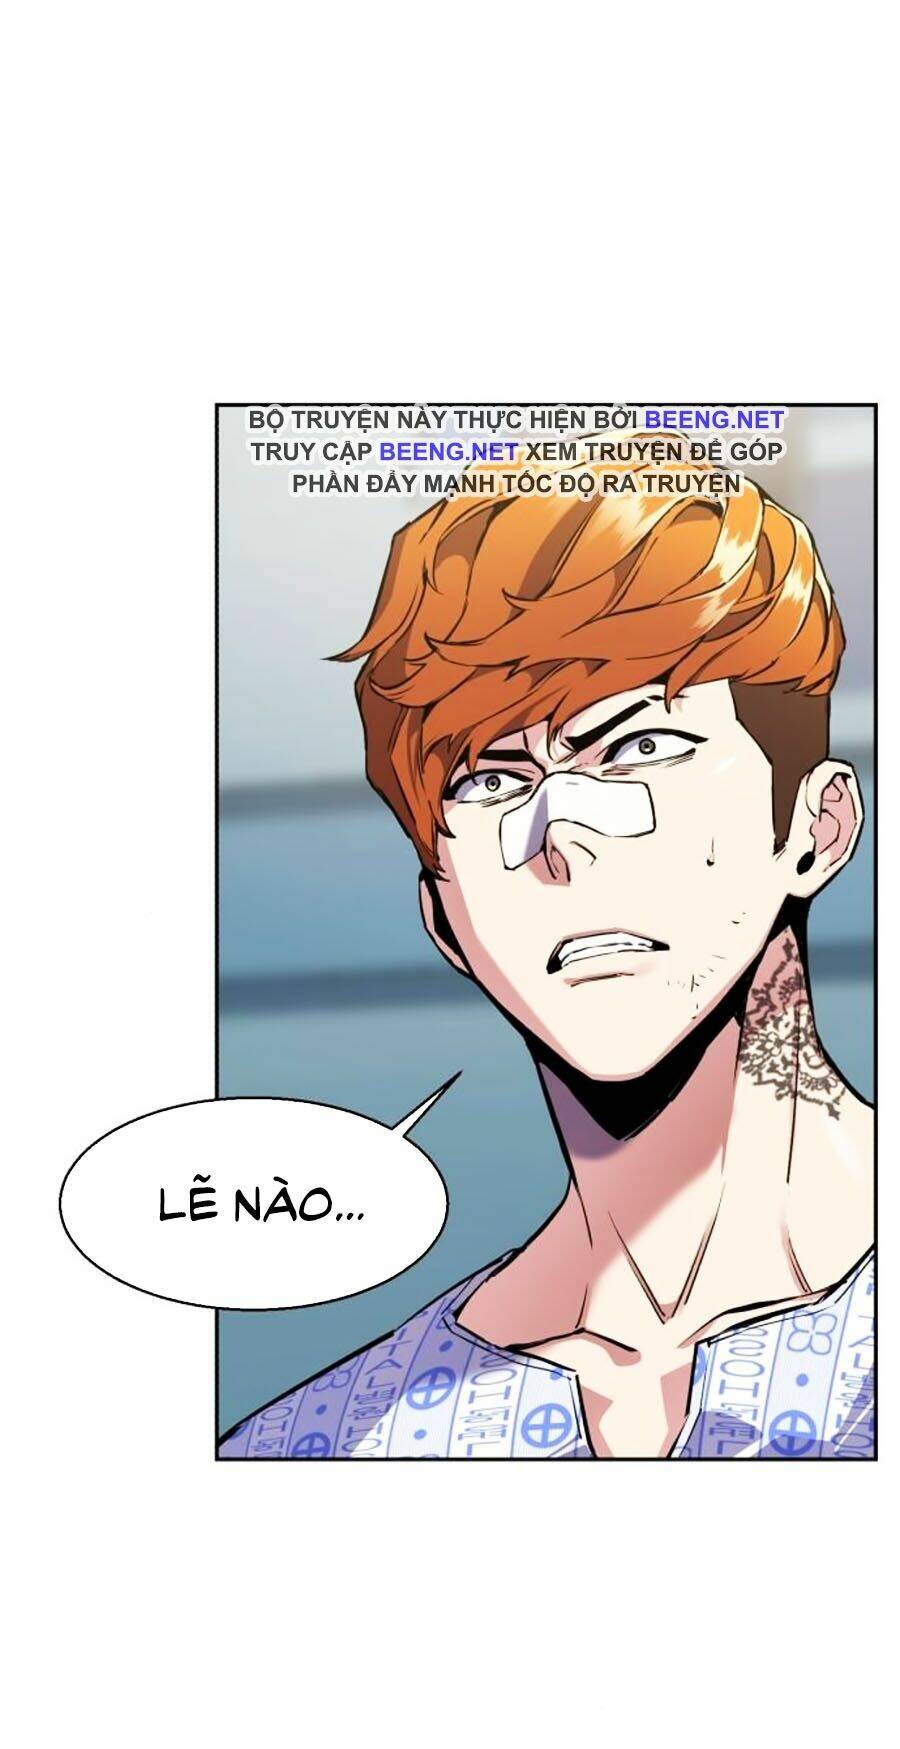 BỘ TRUYỆN NÀY THỰC HIỆN BỞI BEENG.NET
TRUY CẬP BEENG.NET XEM TRUYỆN ĐỂ GÓP
PHẦN ĐẨY MẠNH TỐC ĐỘ RA TRUYỆN
LẼ NÀO...